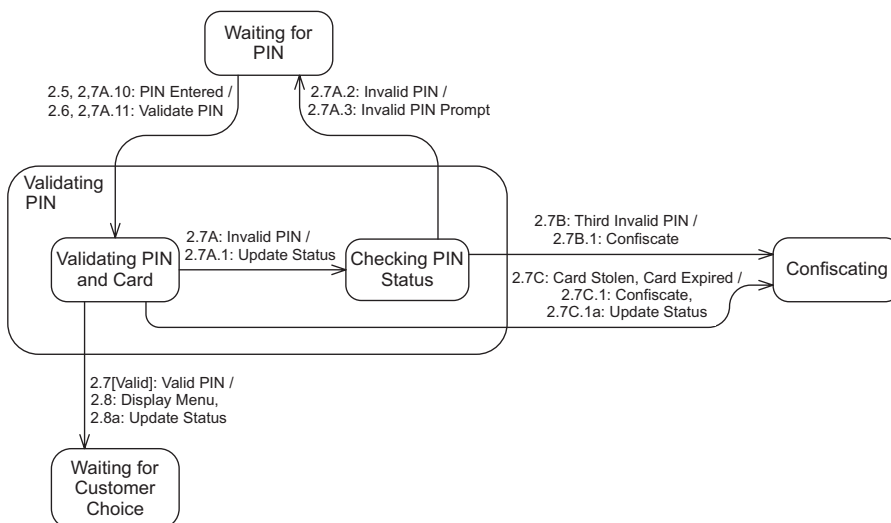 Waiting for
PIN
2.5, 2,7A.10: PIN Entered /
2.6, 2,7A.11: Validate PIN
2.7A.2: Invalid PIN /
2.7A.3: Invalid PIN Prompt
Validating
PIN
Validating PIN
and Card
2.7A: Invalid PIN /
2.7A.1: Update Status
Checking PIN
Status
2.7B: Third Invalid PIN /
2.7B.1: Confiscate
2.7C: Card Stolen, Card Expired /
2.7C.1: Confiscate,
2.7C.1a: Update Status
Confiscating
2.7[Valid]: Valid PIN /
2.8: Display Menu,
2.8a: Update Status
Waiting for
Customer
Choice